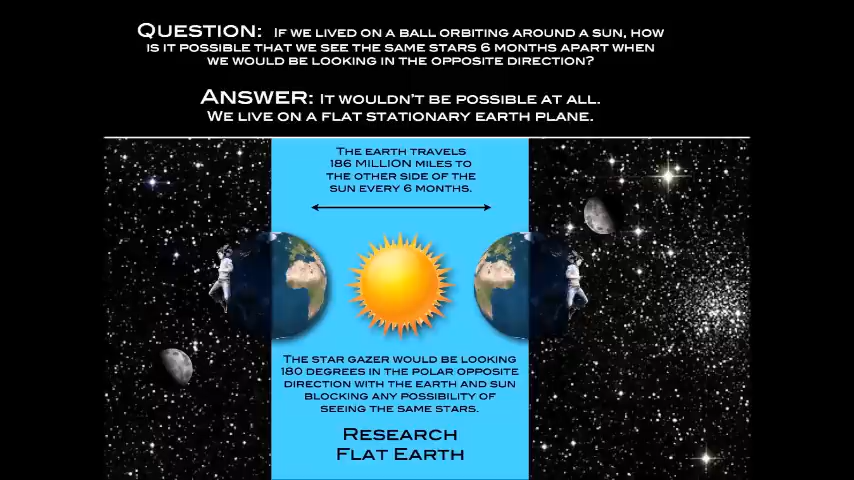 QUESTION: IF WE LIVED ON A BALL ORBITING AROUND A SUN, HOW
IS IT POSSIBLE THAT WE SEE THE SAME STARS 6 MONTHS APART WHEN
WE WOULD BE LOOKING IN THE OPPOSITE DIRECTION?
ANSWER: IT WOULDN'T BE POSSIBLE AT ALL.
WE LIVE ON A FLAT STATIONARY EARTH PLANE.
THE EARTH TRAVELS
186 MILLION MILES TO
THE OTHER SIDE OF THE
SUN EVERY 6 MONTHS.
THE STAR GAZER WOULD BE LOOKING
180 DEGREES IN THE POLAR OPPOSITE
DIRECTION WITH THE EARTH AND SUN
BLOCKING ANY POSSIBILITY OF
SEEING THE SAME STARS.
RESEARCH
FLAT EARTH